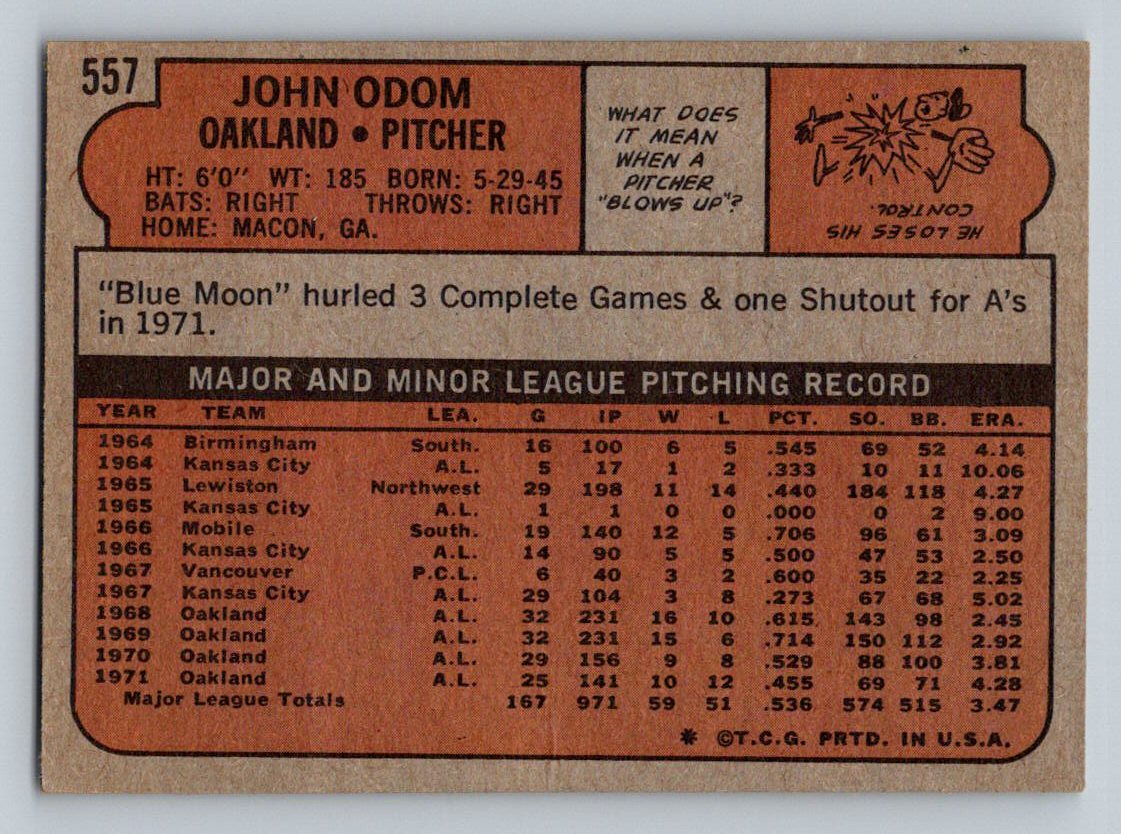 557
JOHN ODOM
OAKLAND • PITCHER
HT: 6'0" WT: 185 BORN: 5-29-45
BATS: RIGHT THROWS: RIGHT
HOME: MACON, GA.
WHAT DOES
IT MEAN
WHEN A
PITCHER
"BLOWS UP"?
HE LOSES HIS
CONTROL.
"Blue Moon" hurled 3 Complete Games & one Shutout for A's
in 1971.
MAJOR AND MINOR LEAGUE PITCHING RECORD
YEAR TEAM LEA. G IP W L PCT. SO. BB. ERA.
1964 Birmingham South. 16 100 6 5 .545 69 52 4.14
1964 Kansas City A.L. 5 17 1 2 .333 10 11 10.06
1965 Lewiston Northwest 29 198 11 14 .440 184 118 4.27
1965 Kansas City A.L. 1 1 0 0 .000 0 2 9.00
1966 Mobile South. 19 140 12 5 .706 96 61 3.09
1966 Kansas City A.L. 14 90 5 5 .500 47 53 2.50
1967 Vancouver P.C.L. 6 40 3 2 .600 35 22 2.25
1967 Kansas City A.L. 29 104 3 8 .273 67 68 5.02
1968 Oakland A.L. 32 231 16 10 .615 143 98 2.45
1969 Oakland A.L. 32 231 15 6 .714 150 112 2.92
1970 Oakland A.L. 29 156 9 8 .529 88 100 3.81
1971 Oakland A.L. 25 141 10 12 .455 69 71 4.28
Major League Totals 167 971 59 51 .536 574 515 3.47
* ©T.C.G. PRTD. IN U.S.A.